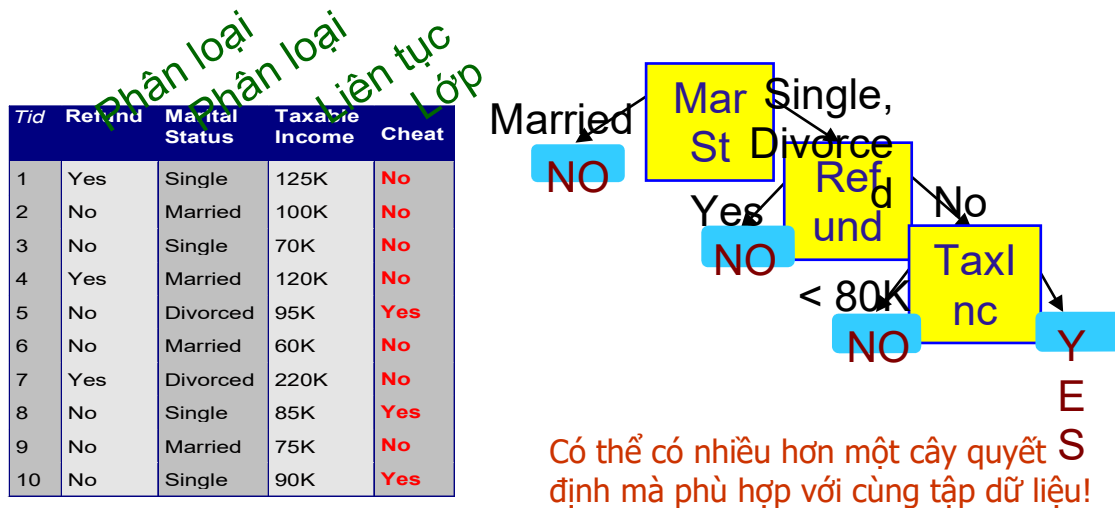 Phân loại
Phân loại
Liên tục
Lớp
Tid Refund Marital Status Taxable Income Cheat
1 Yes Single 125K No
2 No Married 100K No
3 No Single 70K No
4 Yes Married 120K No
5 No Divorced 95K Yes
6 No Married 60K No
7 Yes Divorced 220K No
8 No Single 85K Yes
9 No Married 75K No
10 No Single 90K Yes
Mar
St
Married
Single,
Divorce
d
NO
Ref
und
Yes
No
NO
TaxI
nc
< 80K
NO
Y
E
S
Có thể có nhiều hơn một cây quyết
định mà phù hợp với cùng tập dữ liệu!